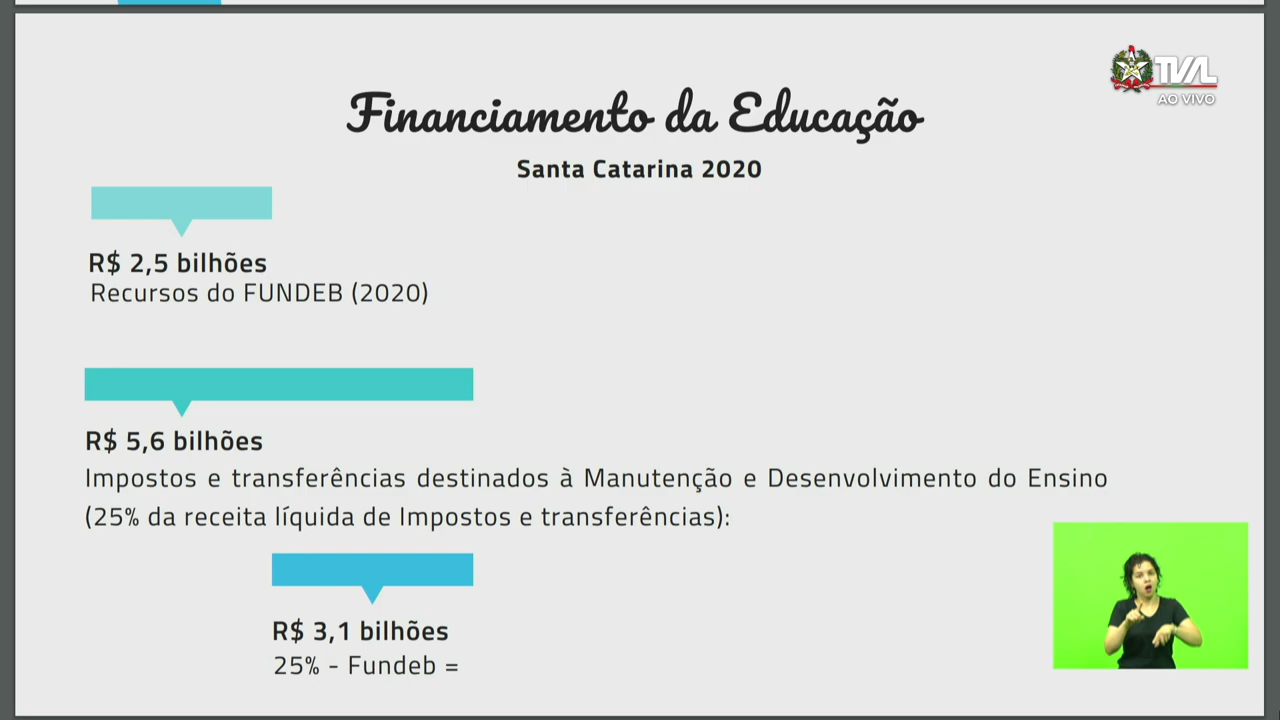 TVAL
AO VIVO
Financiamento da Educação
Santa Catarina 2020
R$ 2,5 bilhões
Recursos do FUNDEB (2020)
R$ 5,6 bilhões
Impostos e transferências destinados à Manutenção e Desenvolvimento do Ensino
(25% da receita líquida de Impostos e transferências):
R$ 3,1 bilhões
25% - Fundeb =